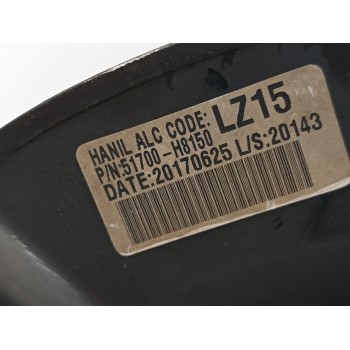 HANIL ALC CODE: LZ15
P/N:51700-H8150
DATE:20170625 L/S:20143